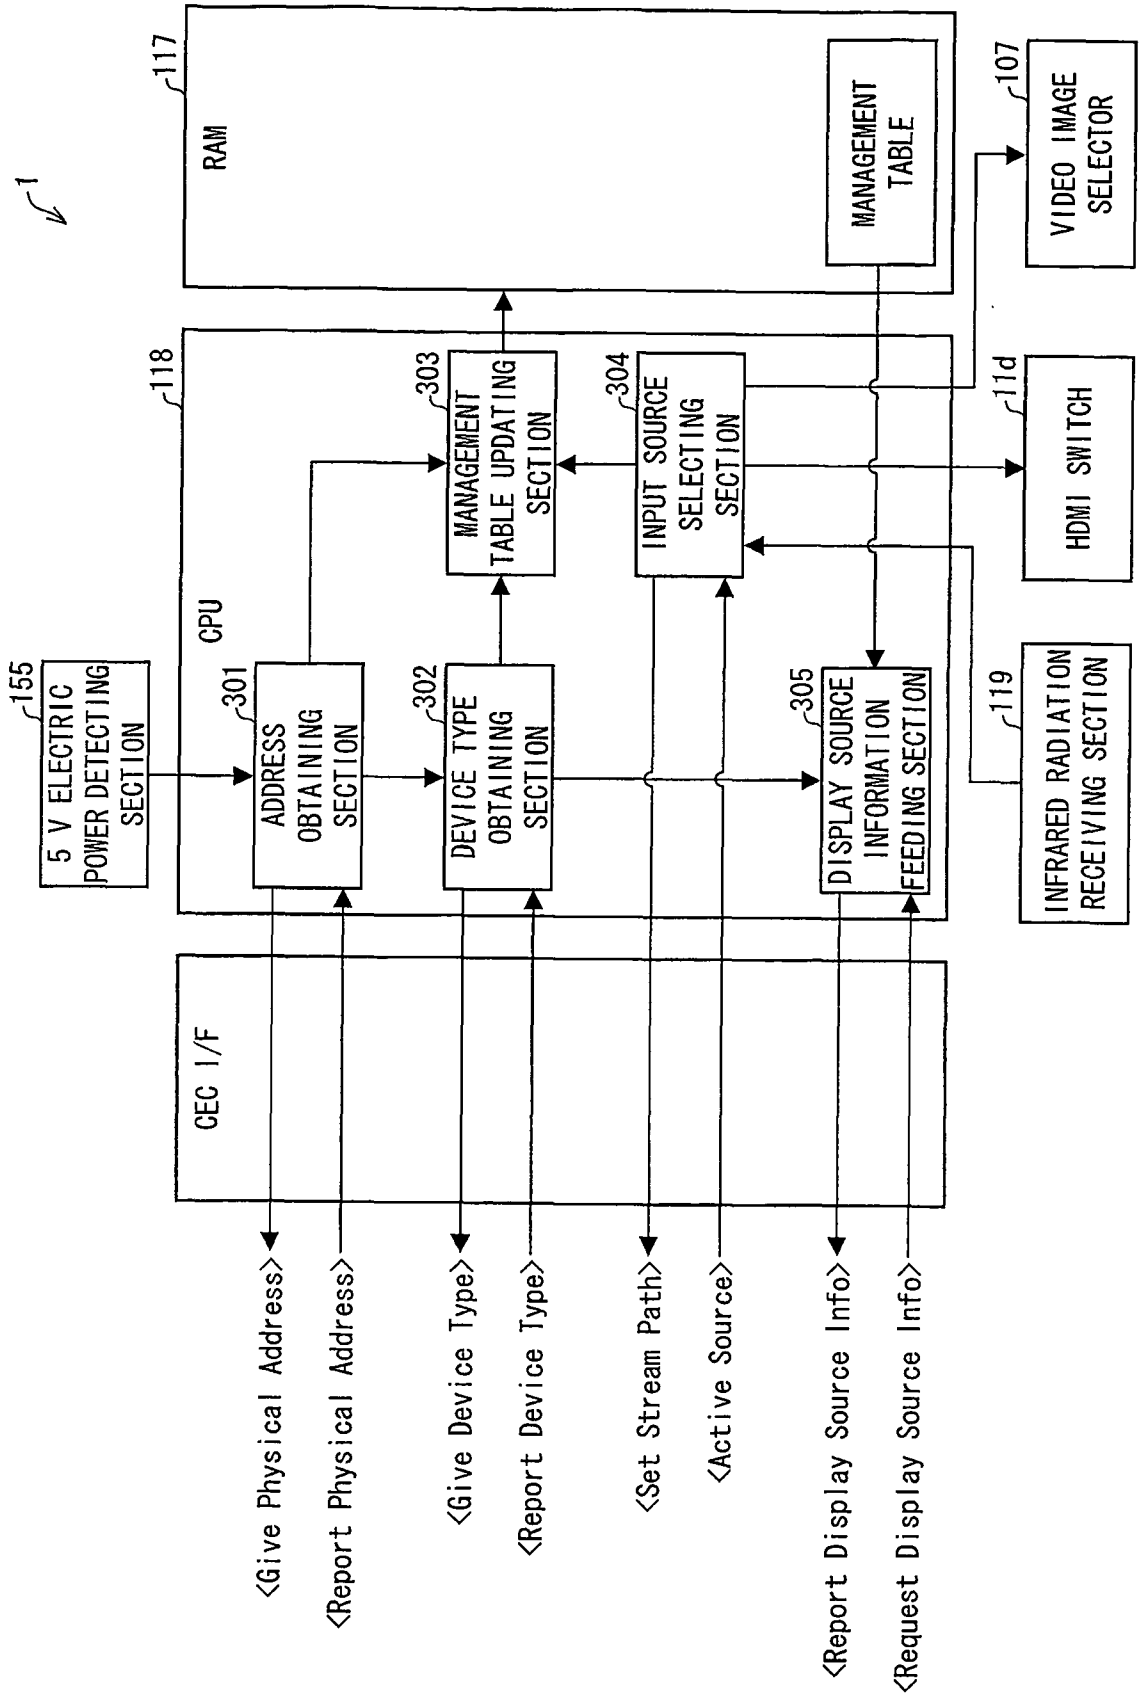 1
117
RAM
MANAGEMENT
TABLE
107
VIDEO IMAGE
SELECTOR
118
CPU
303
MANAGEMENT
TABLE UPDATING
SECTION
304
INPUT SOURCE
SELECTING
SECTION
11d
HDMI SWITCH
155
5 V ELECTRIC
POWER DETECTING
SECTION
301
ADDRESS
OBTAINING
SECTION
302
DEVICE TYPE
OBTAINING
SECTION
305
DISPLAY SOURCE
INFORMATION
FEEDING SECTION
119
INFRARED RADIATION
RECEIVING SECTION
CEC I/F
<Give Physical Address>
<Report Physical Address>
<Give Device Type>
<Report Device Type>
<Set Stream Path>
<Active Source>
<Report Display Source Info>
<Request Display Source Info>